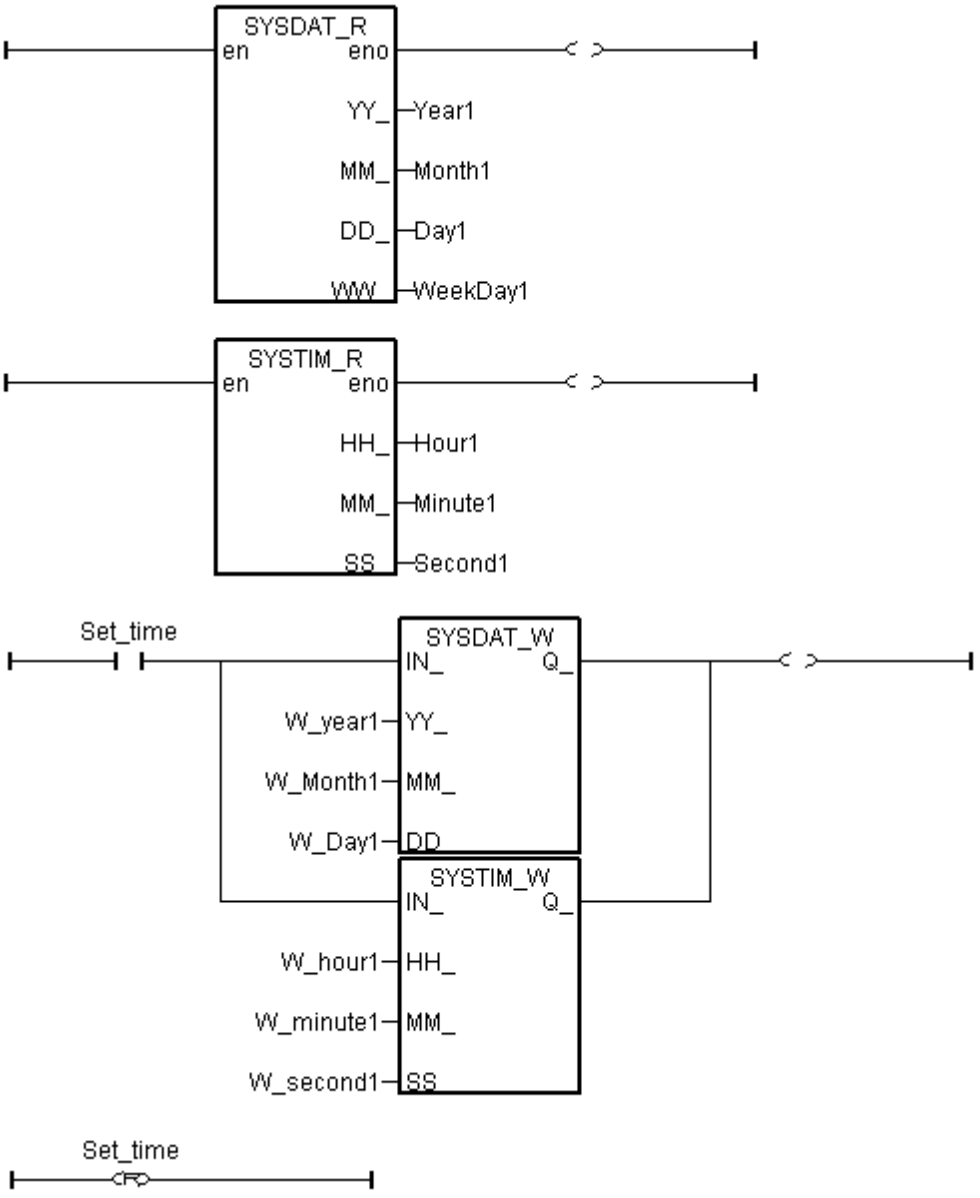 SYSDAT_R
en eno
YY_ Year1
MM_ Month1
DD_ Day1
WW Weekday1
SYSTIM_R
en eno
HH_ Hour1
MM_ Minute1
SS Second1
Set_time
SYSDAT_W
IN_ Q_
W_year1 YY_
W_Month1 MM_
W_Day1 DD
SYSTIM_W
IN_ Q_
W_hour1 HH_
W_minute1 MM_
W_second1 SS
Set_time
R